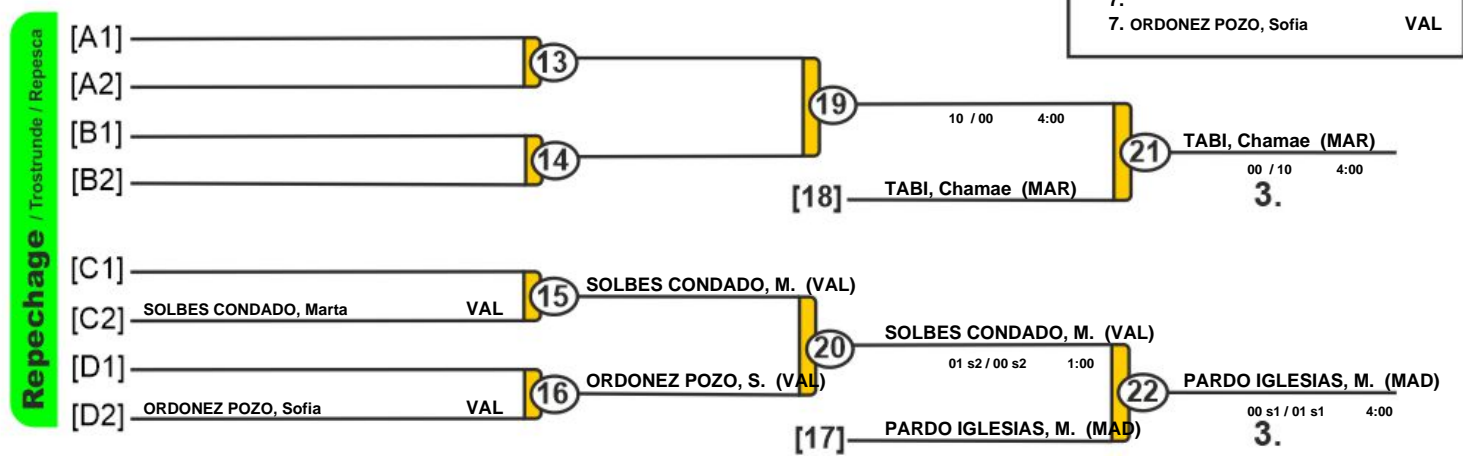 7.
7. ORDONEZ POZO, Sofia VAL
Repechage / Trostrunde / Repesca
[A1]
13
[A2]
19
10 / 00 4:00
[B1]
14
[B2]
[18] TABI, Chamae (MAR)
21
TABI, Chamae (MAR)
00 / 10 4:00
3.
[C1]
15
SOLBES CONDADO, M. (VAL)
[C2] SOLBES CONDADO, Marta VAL
20
SOLBES CONDADO, M. (VAL)
01 s2 / 00 s2 1:00
[D1]
16
ORDONEZ POZO, S. (VAL)
[D2] ORDONEZ POZO, Sofia VAL
[17] PARDO IGLESIAS, M. (MAD)
22
PARDO IGLESIAS, M. (MAD)
00 s1 / 01 s1 4:00
3.